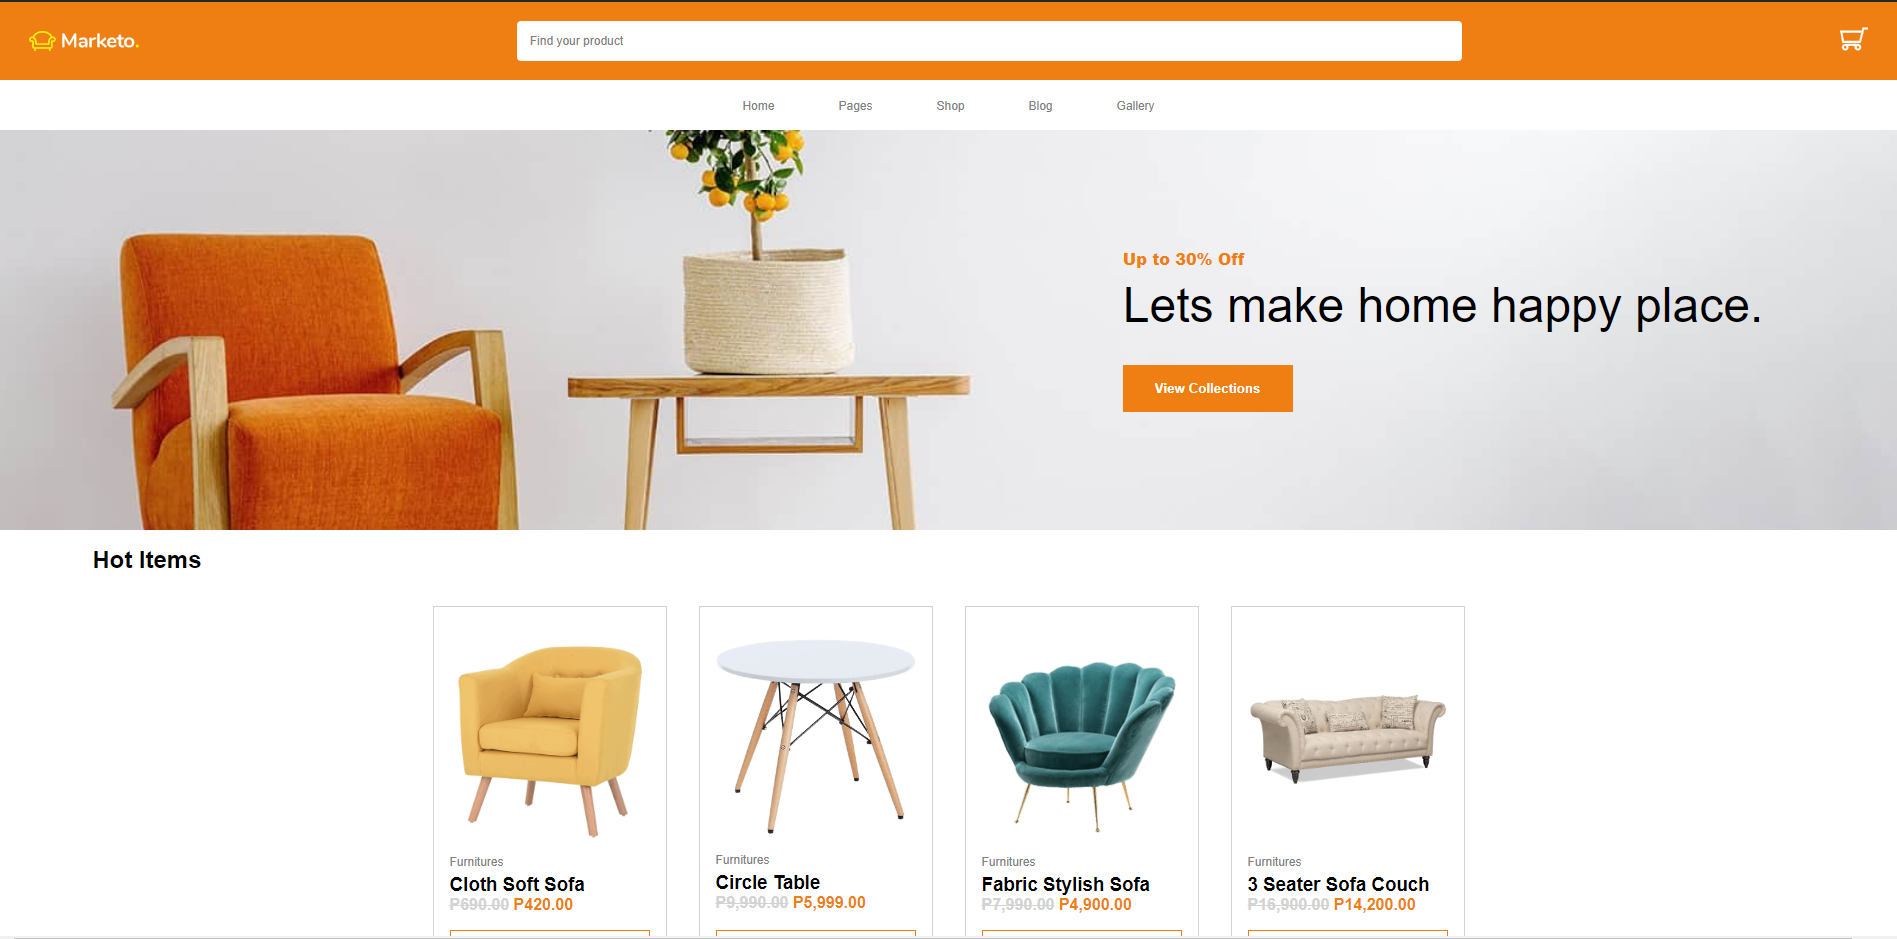 Marketo.
Find your product
Home Pages Shop Blog Gallery
Up to 30% Off
Lets make home happy place.
View Collections
Hot Items
Furnitures
Cloth Soft Sofa
P690.00 P420.00
Furnitures
Circle Table
P9,990.00 P5,999.00
Furnitures
Fabric Stylish Sofa
P7,990.00 P4,900.00
Furnitures
3 Seater Sofa Couch
P16,900.00 P14,200.00